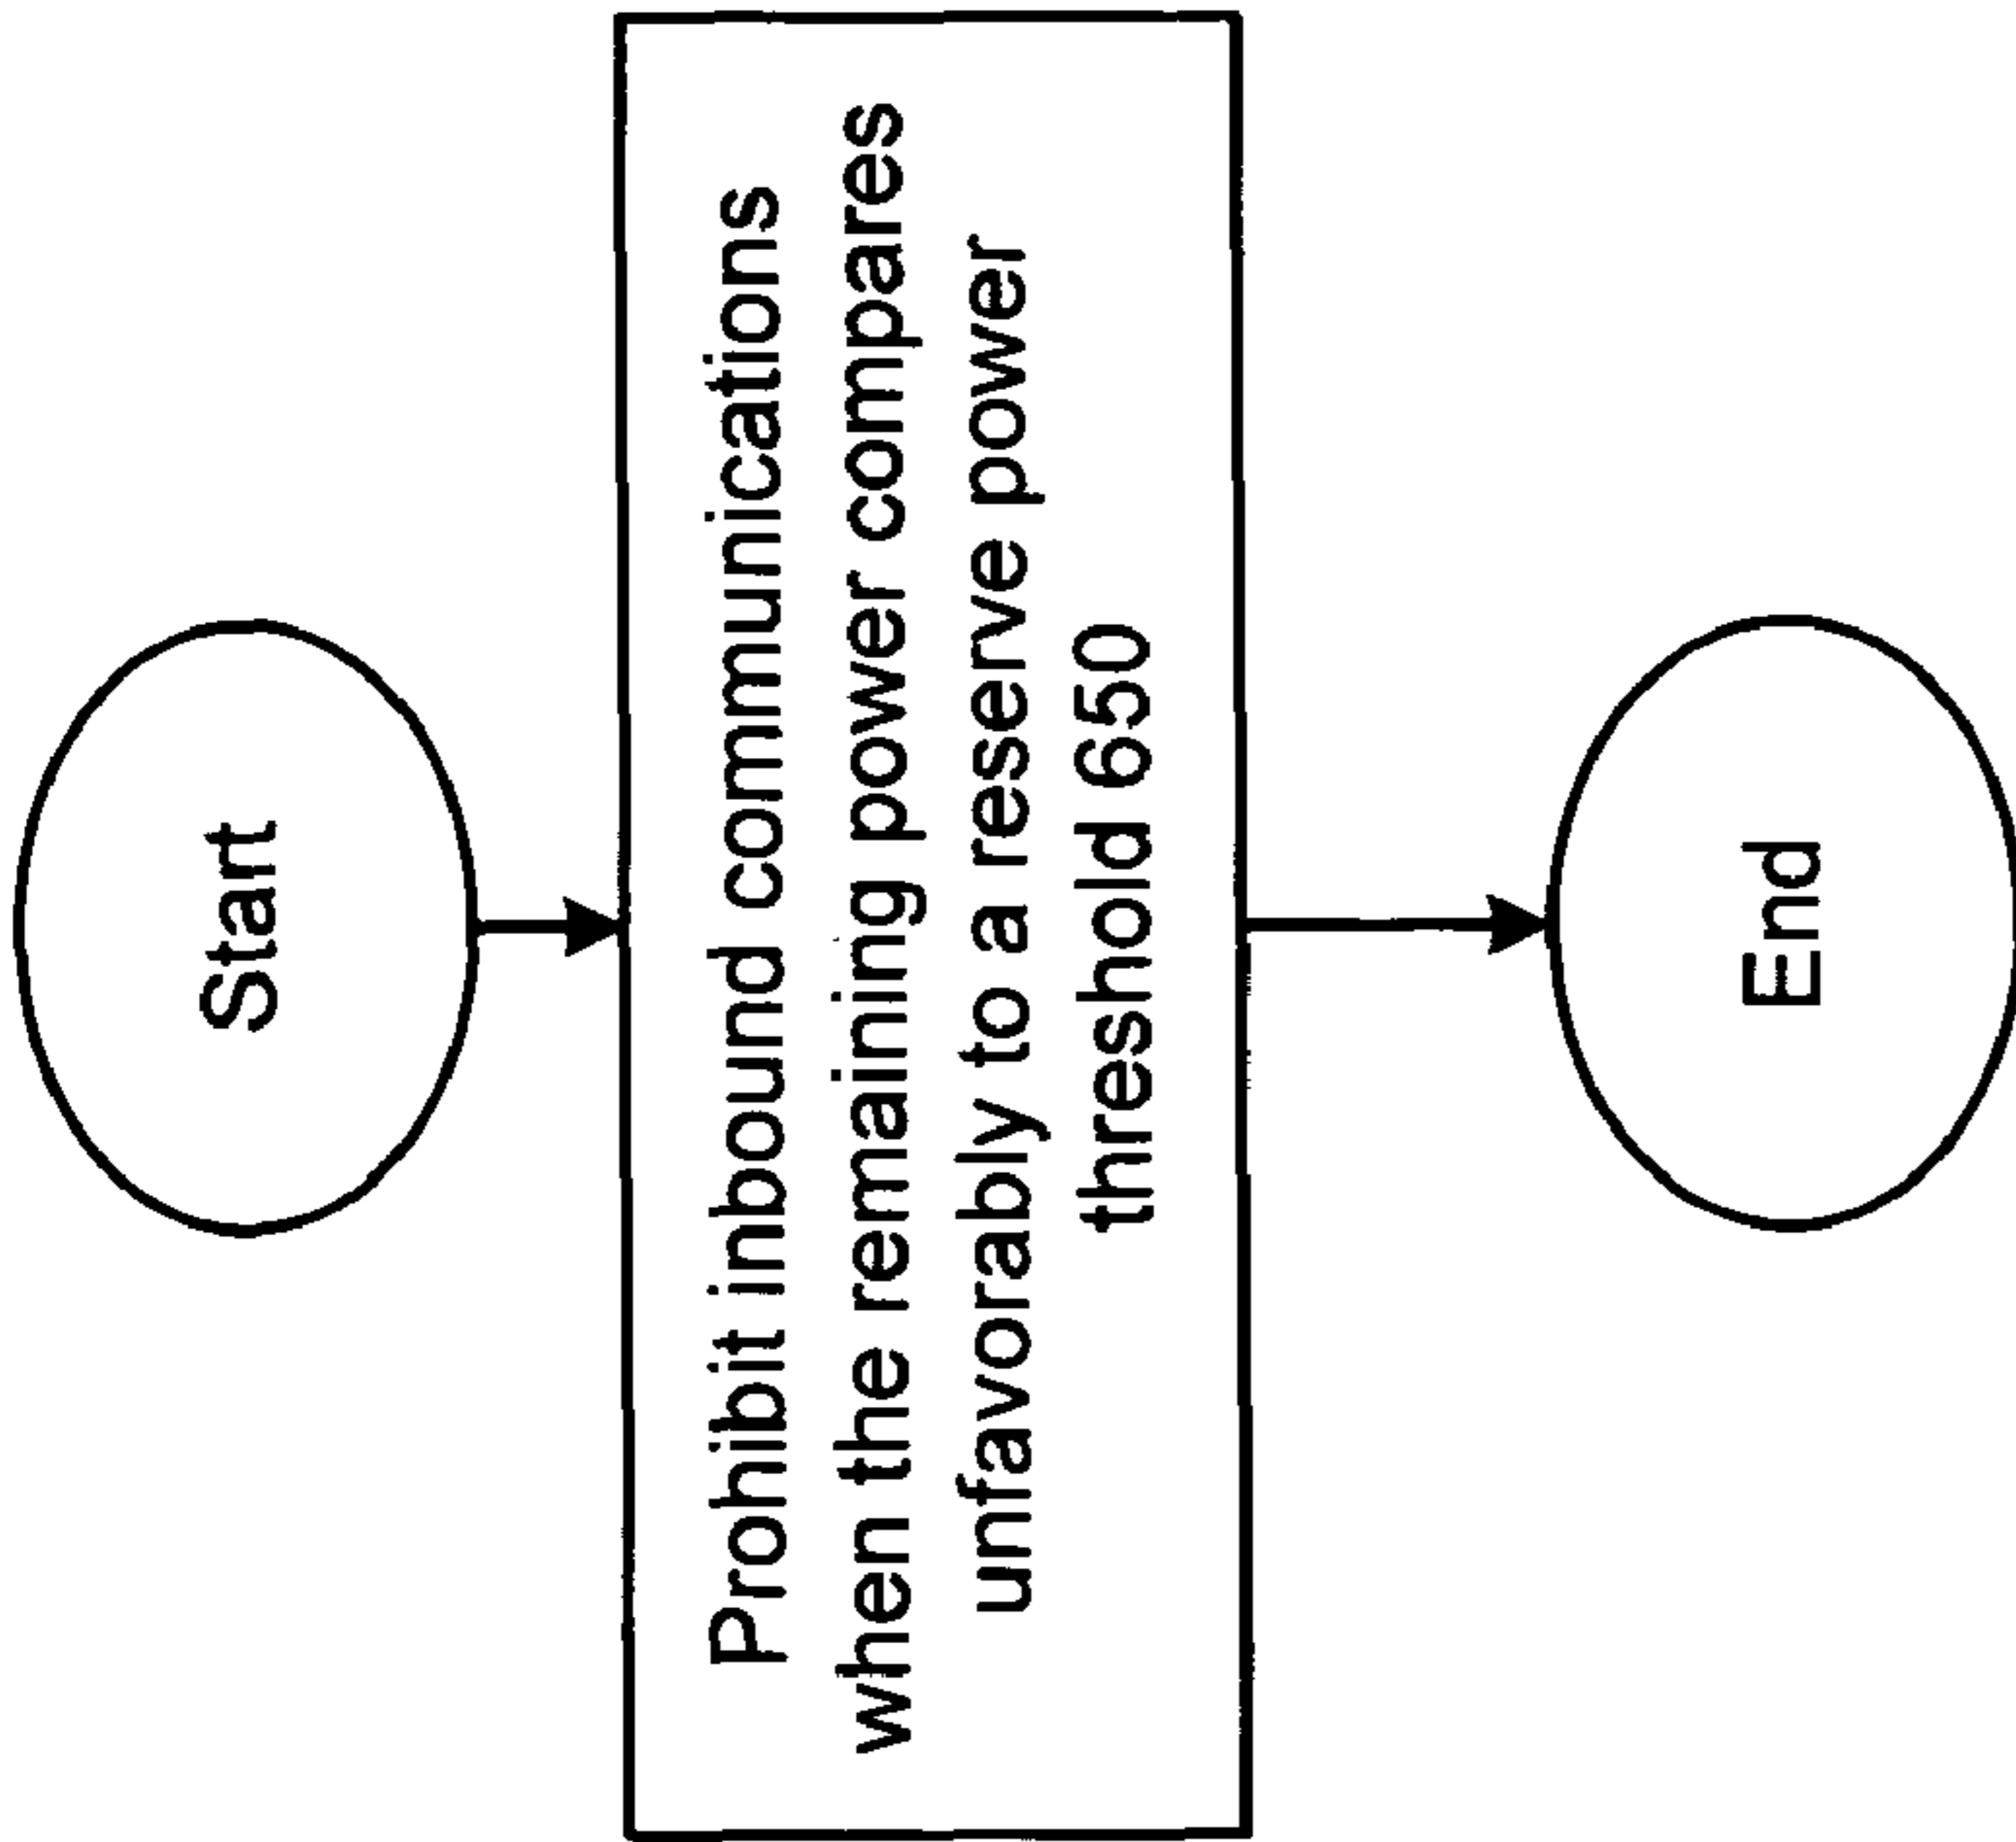 Start
Prohibit inbound communications
when the remaining power compares
unfavorably to a reserve power
threshold 650
End